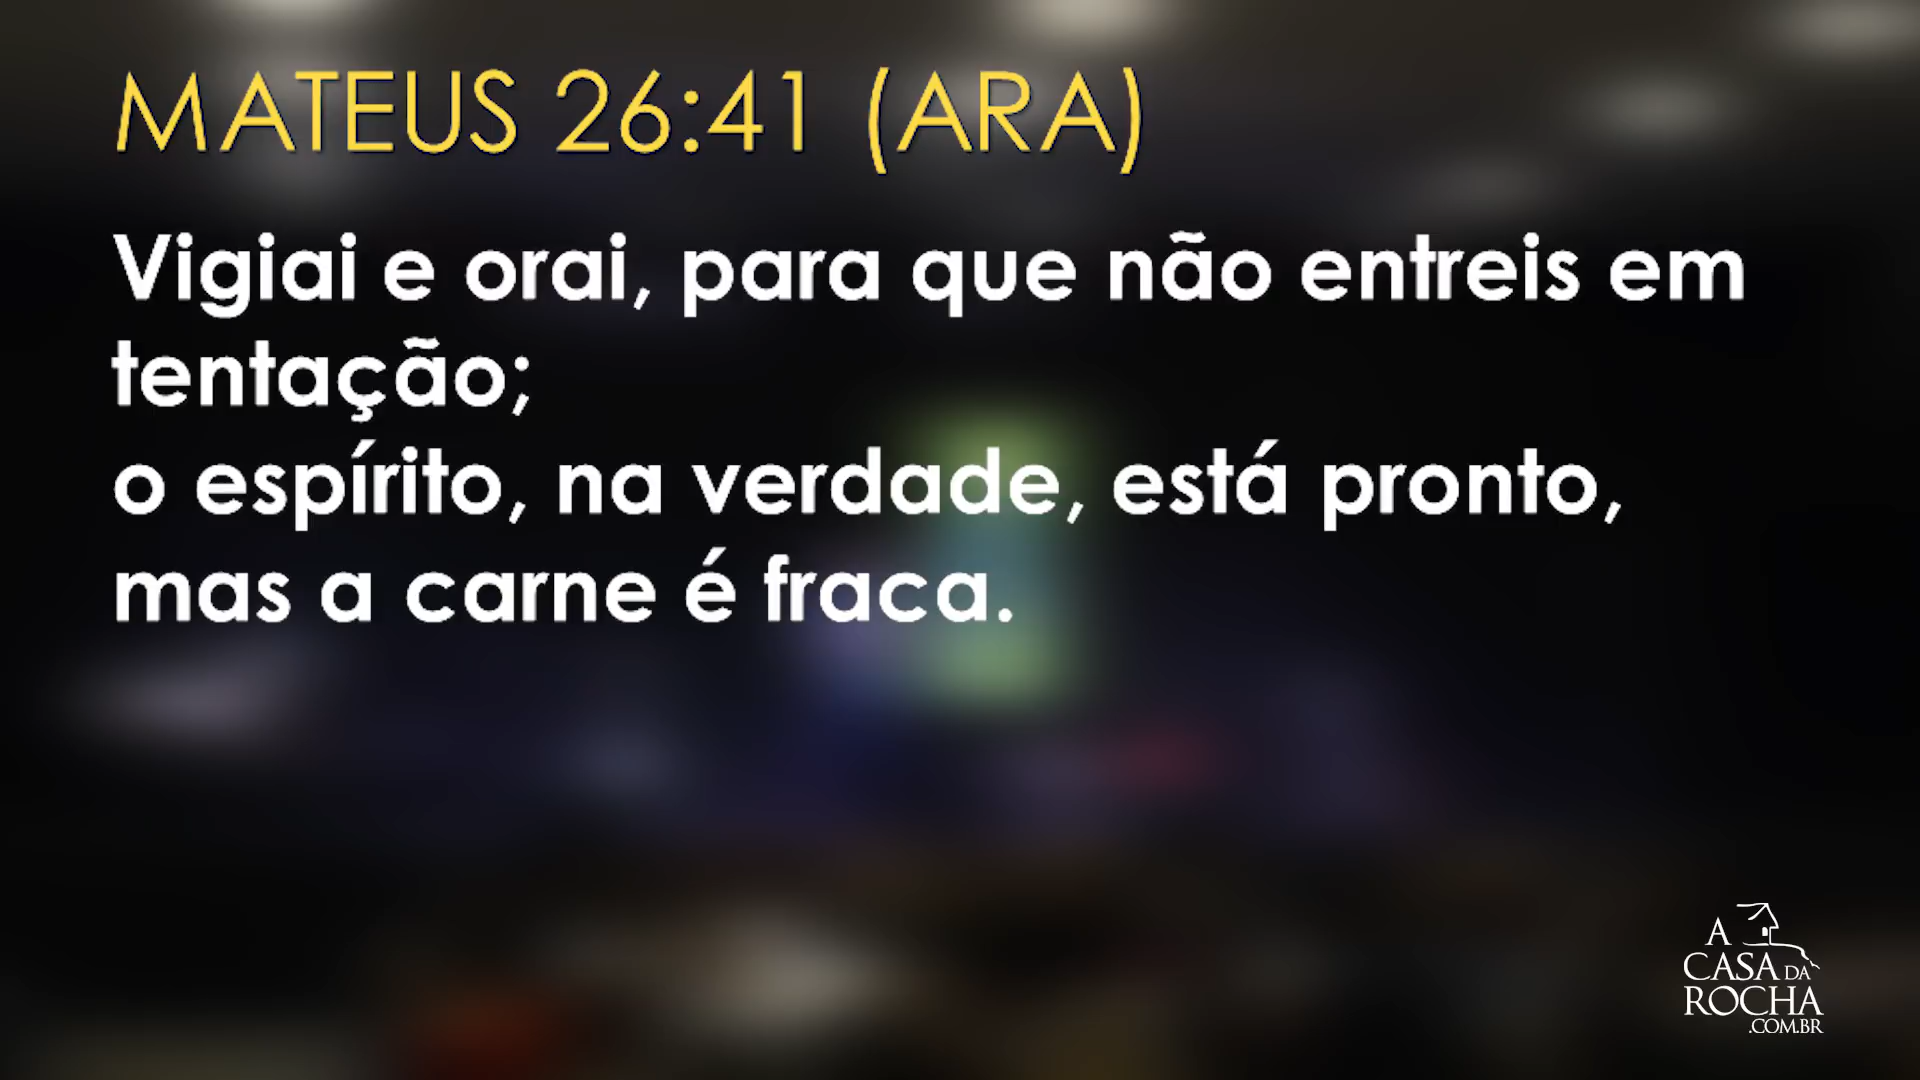 MATEUS 26:41 (ARA)
Vigiai e orai, para que não entreis em
tentação;
o espírito, na verdade, está pronto,
mas a carne é fraca.
A
CASA DA
ROCHA
.COM.BR